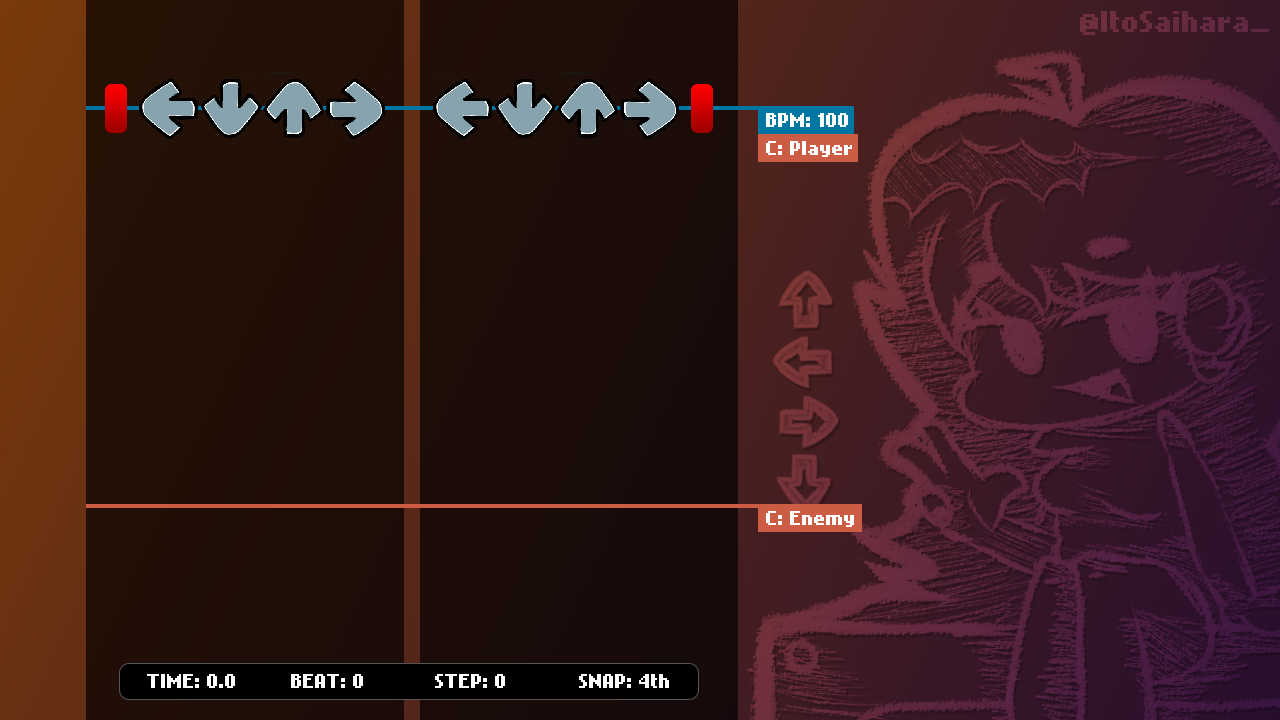 @ItoSaihara_
BPM: 100
C: Player
C: Enemy
TIME: 0.0 BEAT: 0 STEP: 0 SNAP: 4th